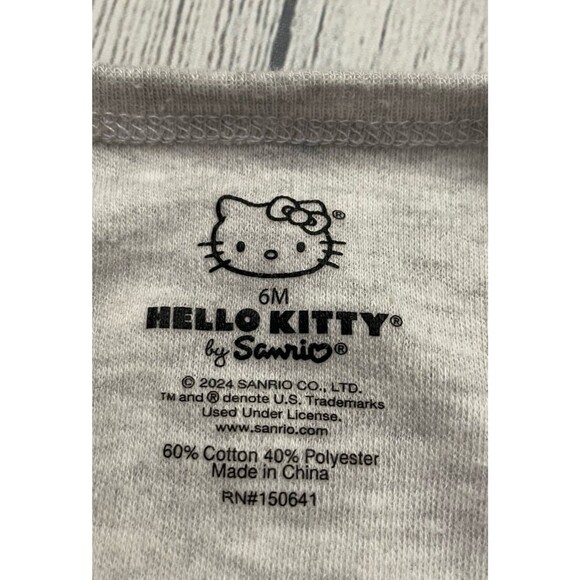 ®
6M
HELLO KITTY®
by Sanrio®
© 2024 SANRIO CO., LTD.
TM and ® denote U.S. Trademarks
Used Under License.
www.sanrio.com
60% Cotton 40% Polyester
Made in China
RN#150641